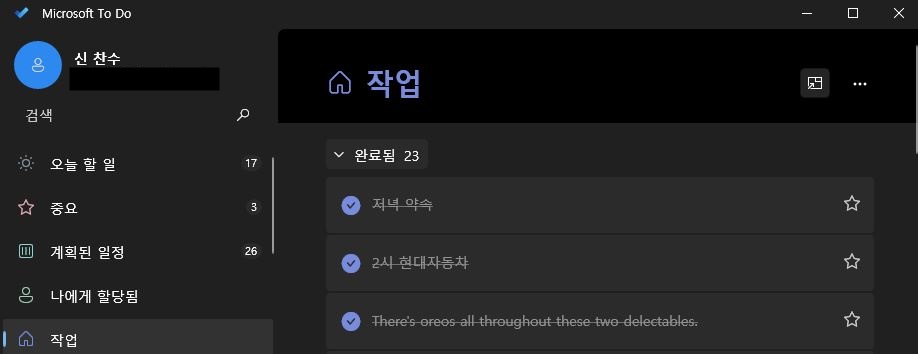 Microsoft To Do
신 찬수
검색
오늘 할 일 17
중요 3
계획된 일정 26
나에게 할당됨
작업
작업
완료됨 23
저녁 약속
2시 현대자동차
There's oreos all throughout these two delectables.